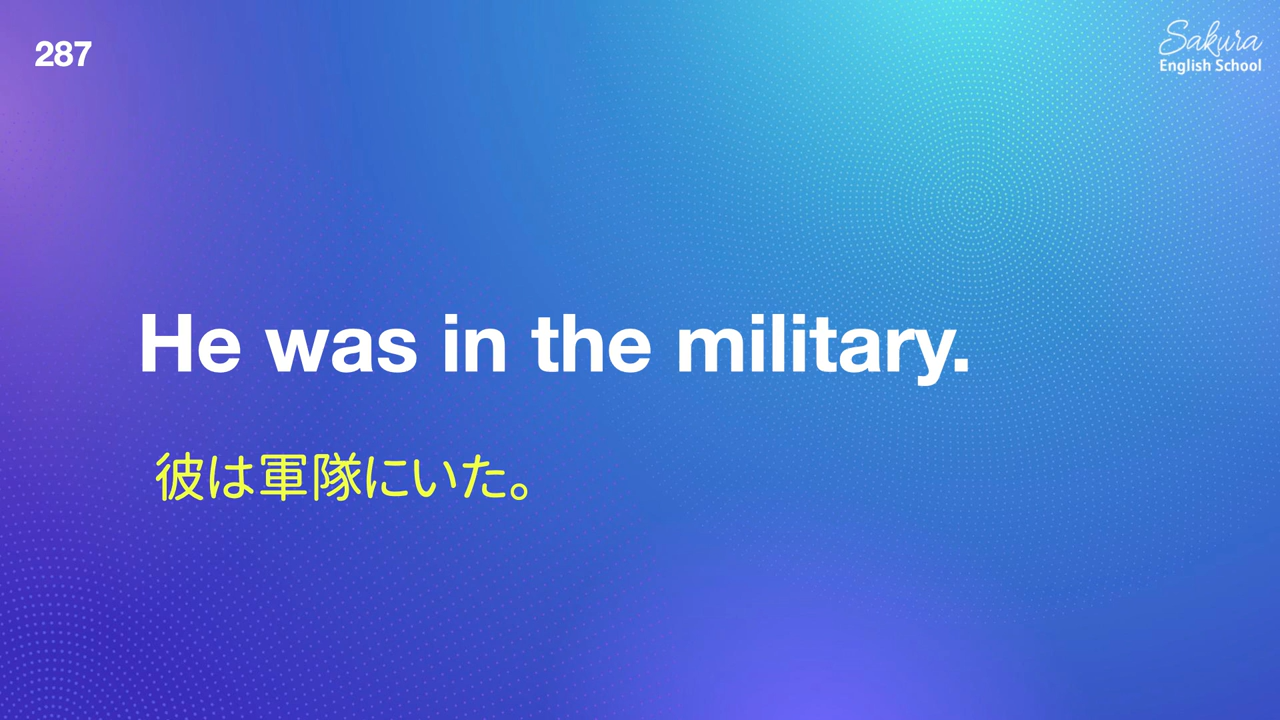 287
Sakura
English School
He was in the military.
彼は軍隊にいた。